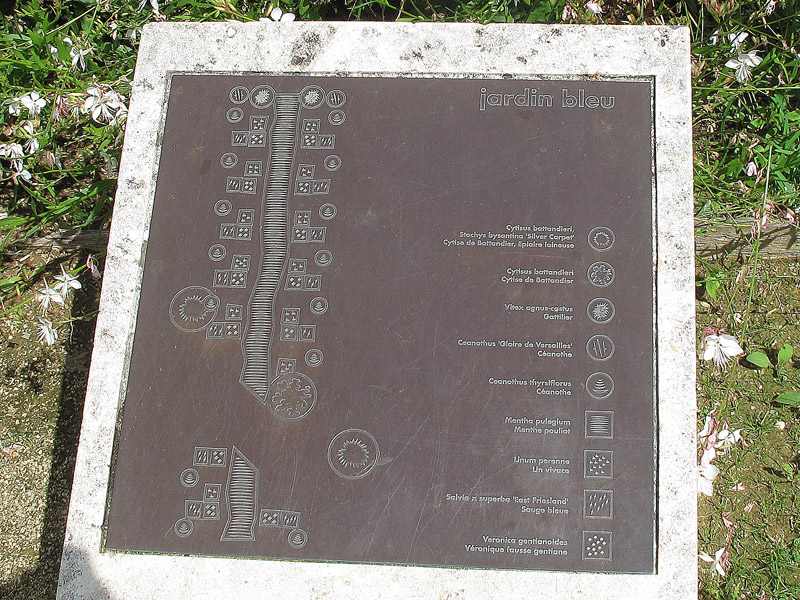 jardin bleu
Cytisus battandieri,
Stachys bysantina 'Silver Carpet'
Cytise de Battandier, Epiaire laineuse
Cytisus battandieri
Cytise de Battandier
Vitex agnus-castus
Gattilier
Ceanothus 'Gloire de Versailles'
Céanothe
Ceanothus thyrsiflorus
Céanothe
Mentha pulegium
Menthe pouliot
Linum perenne
Lin vivace
Salvia x superba 'East Friesland'
Sauge bleue
Veronica gentianoides
Véronique fausse gentiane